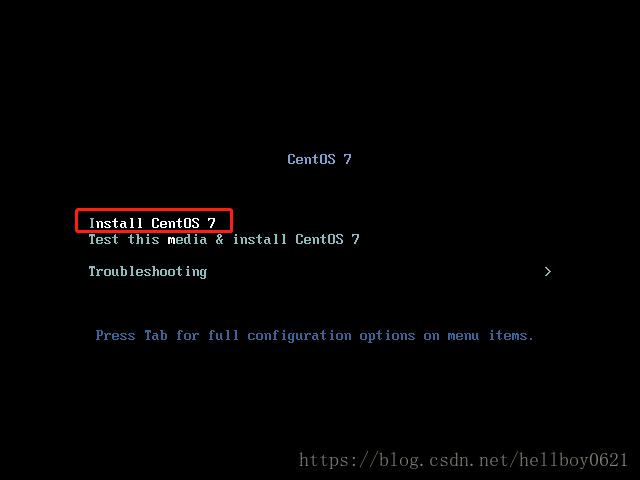 CentOS 7
Install CentOS 7
Test this media & install CentOS 7
Troubleshooting >
Press Tab for full configuration options on menu items.
https://blog.csdn.net/hellboy0621